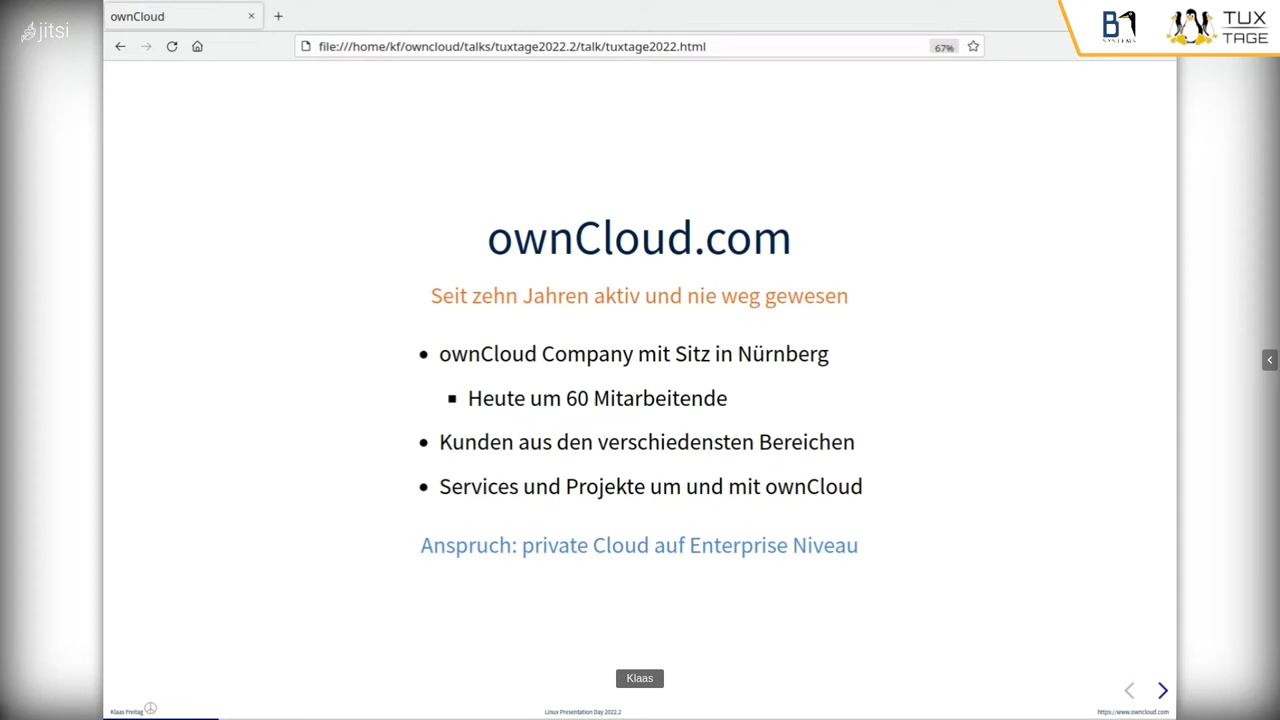 jitsi
ownCloud
B1
SYSTEMS
TUX
TAGE
file:///home/kf/owncloud/talks/tuxtage2022.2/talk/tuxtage2022.html
67%
ownCloud.com
Seit zehn Jahren aktiv und nie weg gewesen
ownCloud Company mit Sitz in Nürnberg
Heute um 60 Mitarbeitende
Kunden aus den verschiedensten Bereichen
Services und Projekte um und mit ownCloud
Anspruch: private Cloud auf Enterprise Niveau
Klaas
Klaas Freitag
Linux Presentation Day 2022.2
https://www.owncloud.com